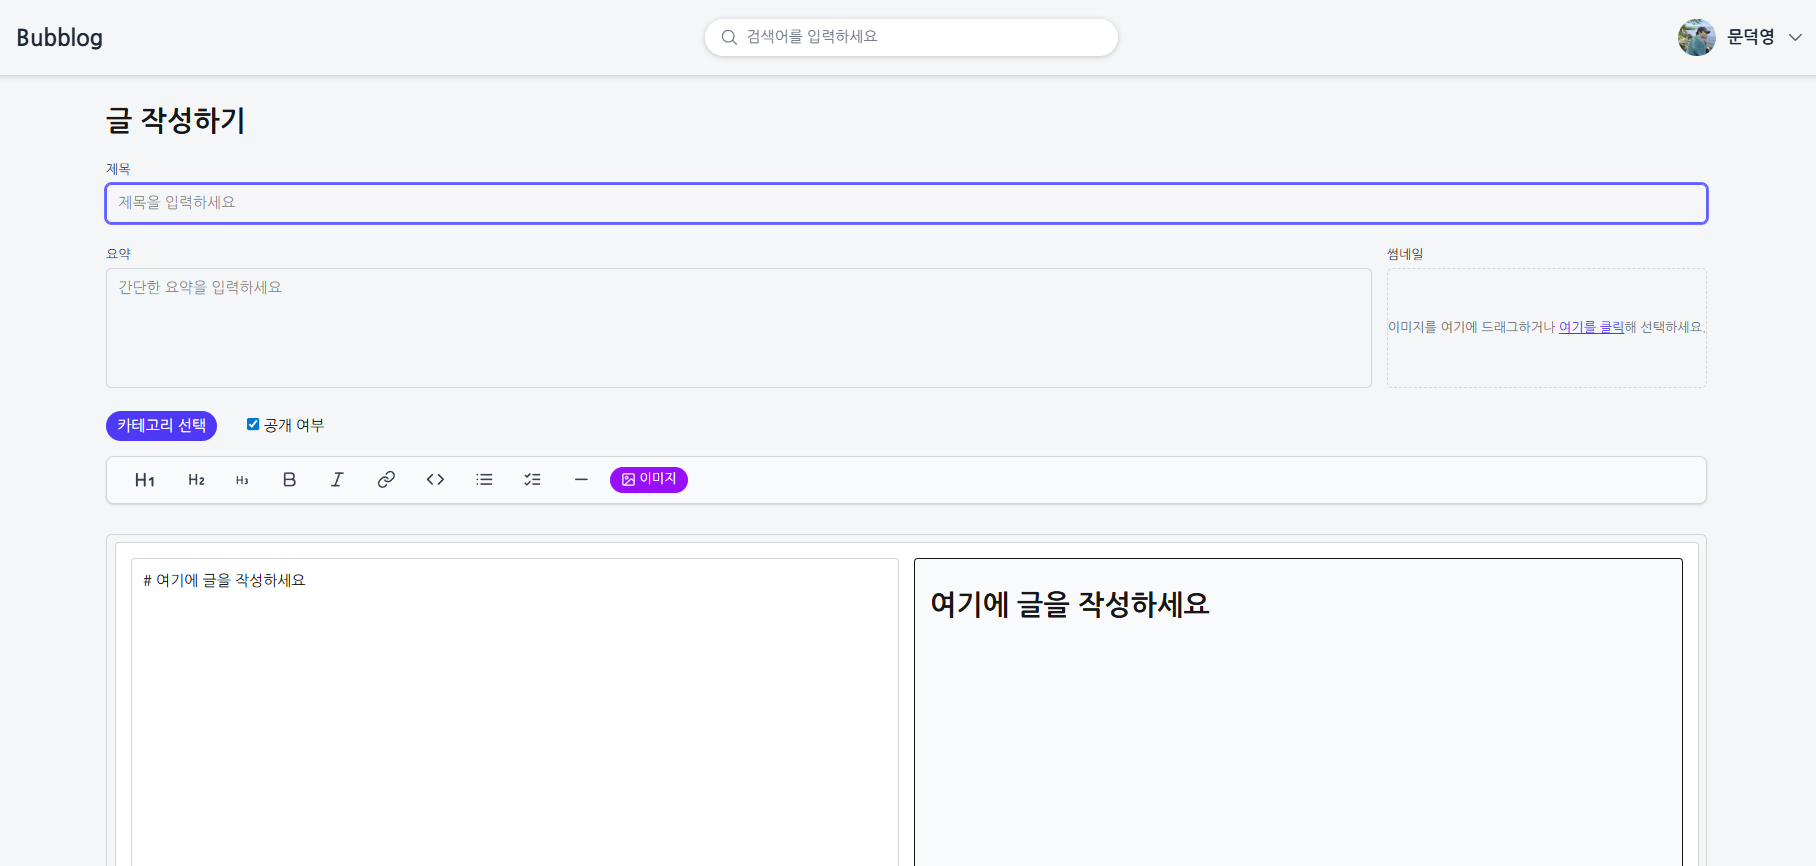 Bubblog
검색어를 입력하세요
문덕영
글 작성하기
제목
제목을 입력하세요
요약
썸네일
간단한 요약을 입력하세요
이미지를 여기에 드래그하거나 여기를 클릭해 선택하세요.
카테고리 선택
공개 여부
H1 H2 H3 B I 이미지
# 여기에 글을 작성하세요
여기에 글을 작성하세요